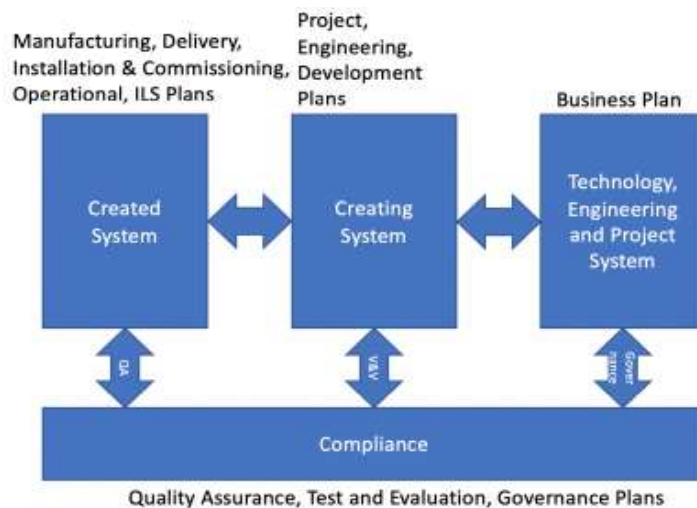 Manufacturing, Delivery,
Installation & Commissioning,
Operational, ILS Plans
Project,
Engineering,
Development
Plans
Business Plan
Created
System
Creating
System
Technology,
Engineering
and Project
System
QA
V&V
Gover
nance
Compliance
Quality Assurance, Test and Evaluation, Governance Plans